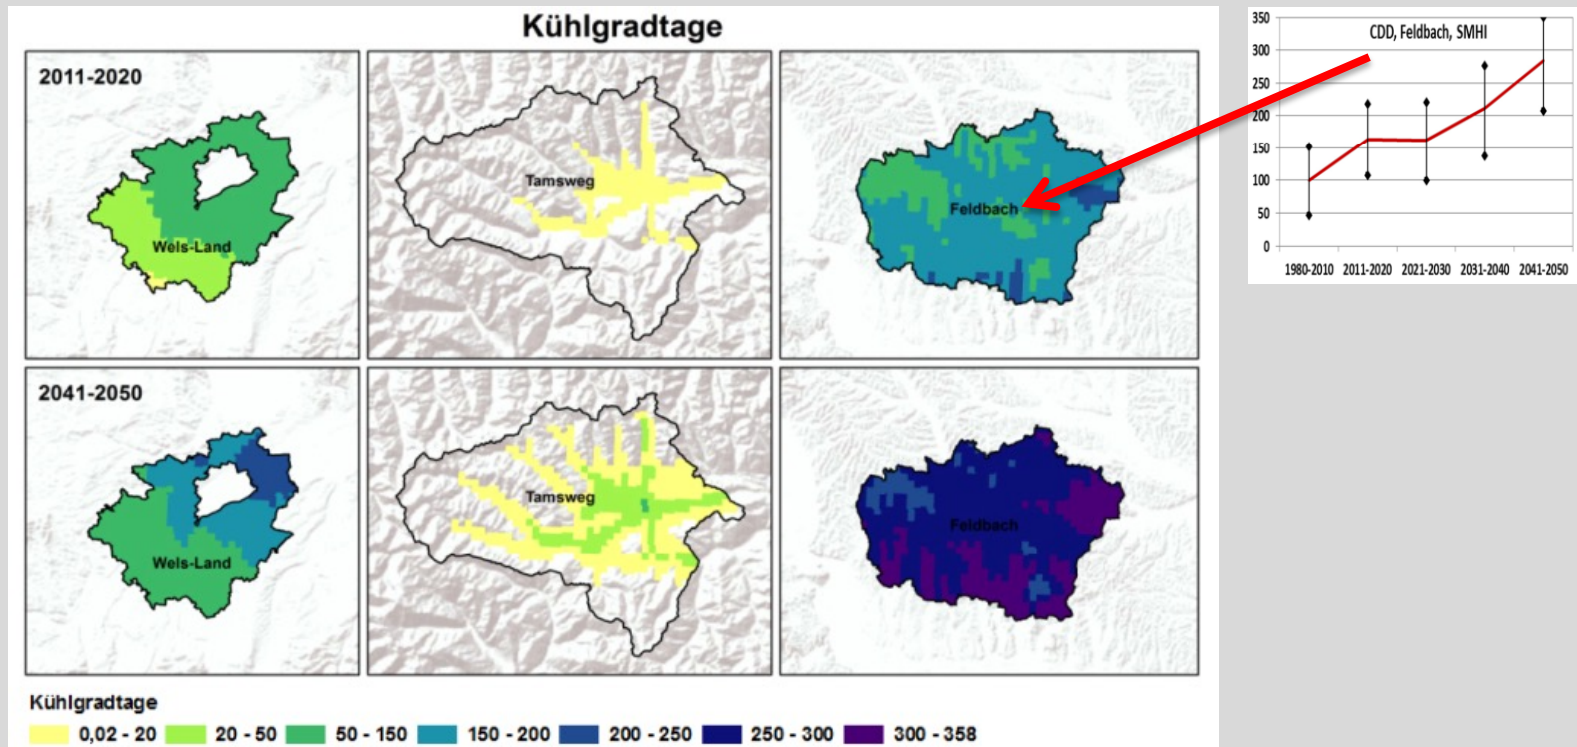 Kühlgradtage
2011-2020
Wels-Land
Tamsweg
Feldbach
2041-2050
Wels-Land
Tamsweg
Feldbach
Kühlgradtage
0,02 - 20
20 - 50
50 - 150
150 - 200
200 - 250
250 - 300
300 - 358
CDD, Feldbach, SMHI
350
300
250
200
150
100
50
0
1980-2010 2011-2020 2021-2030 2031-2040 2041-2050